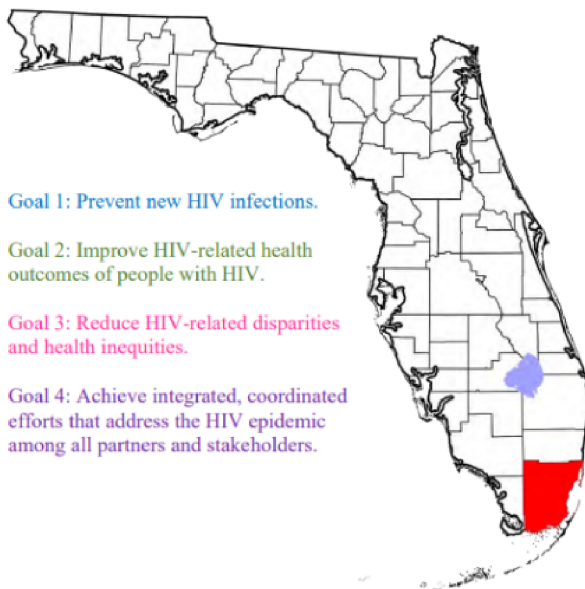 Goal 1: Prevent new HIV infections.
Goal 2: Improve HIV-related health
outcomes of people with HIV.
Goal 3: Reduce HIV-related disparities
and health inequities.
Goal 4: Achieve integrated, coordinated
efforts that address the HIV epidemic
among all partners and stakeholders.